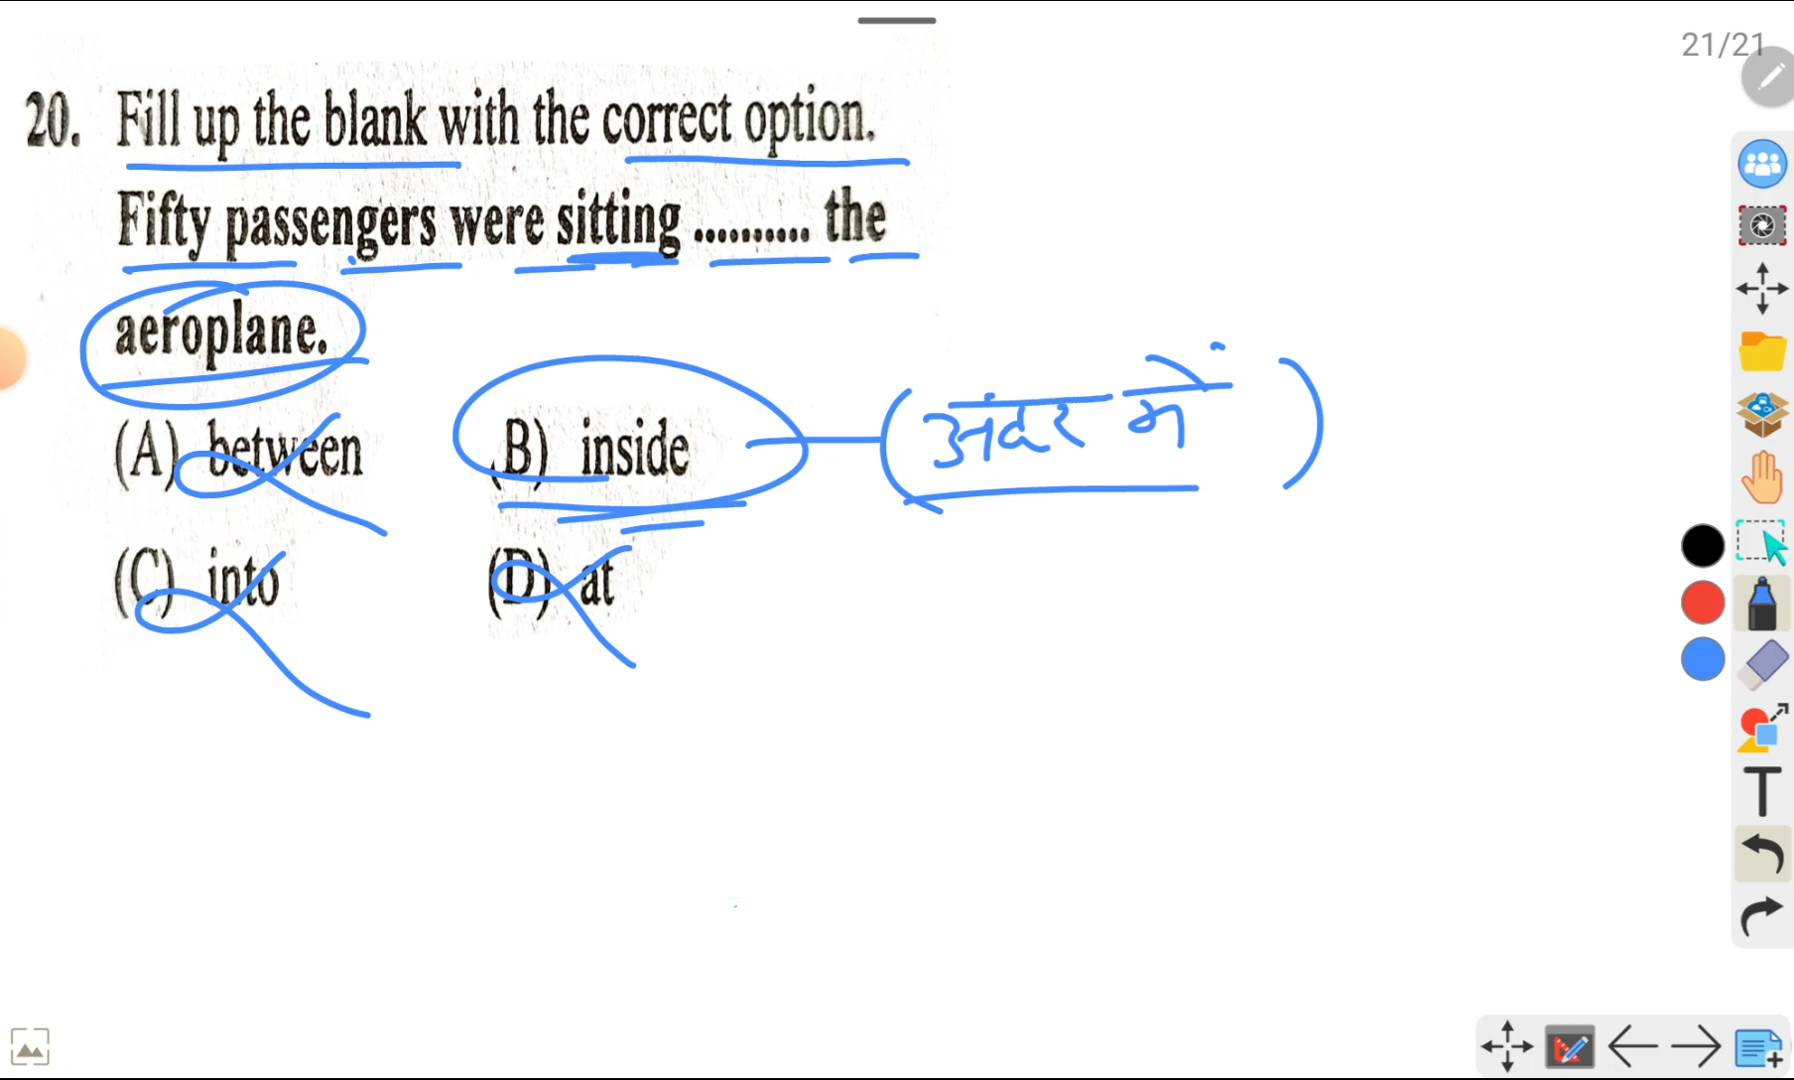 21/21
20. Fill up the blank with the correct option.
Fifty passengers were sitting .......... the
aeroplane.
(A) between (B) inside (अंदर में)
(C) into (D) at
T